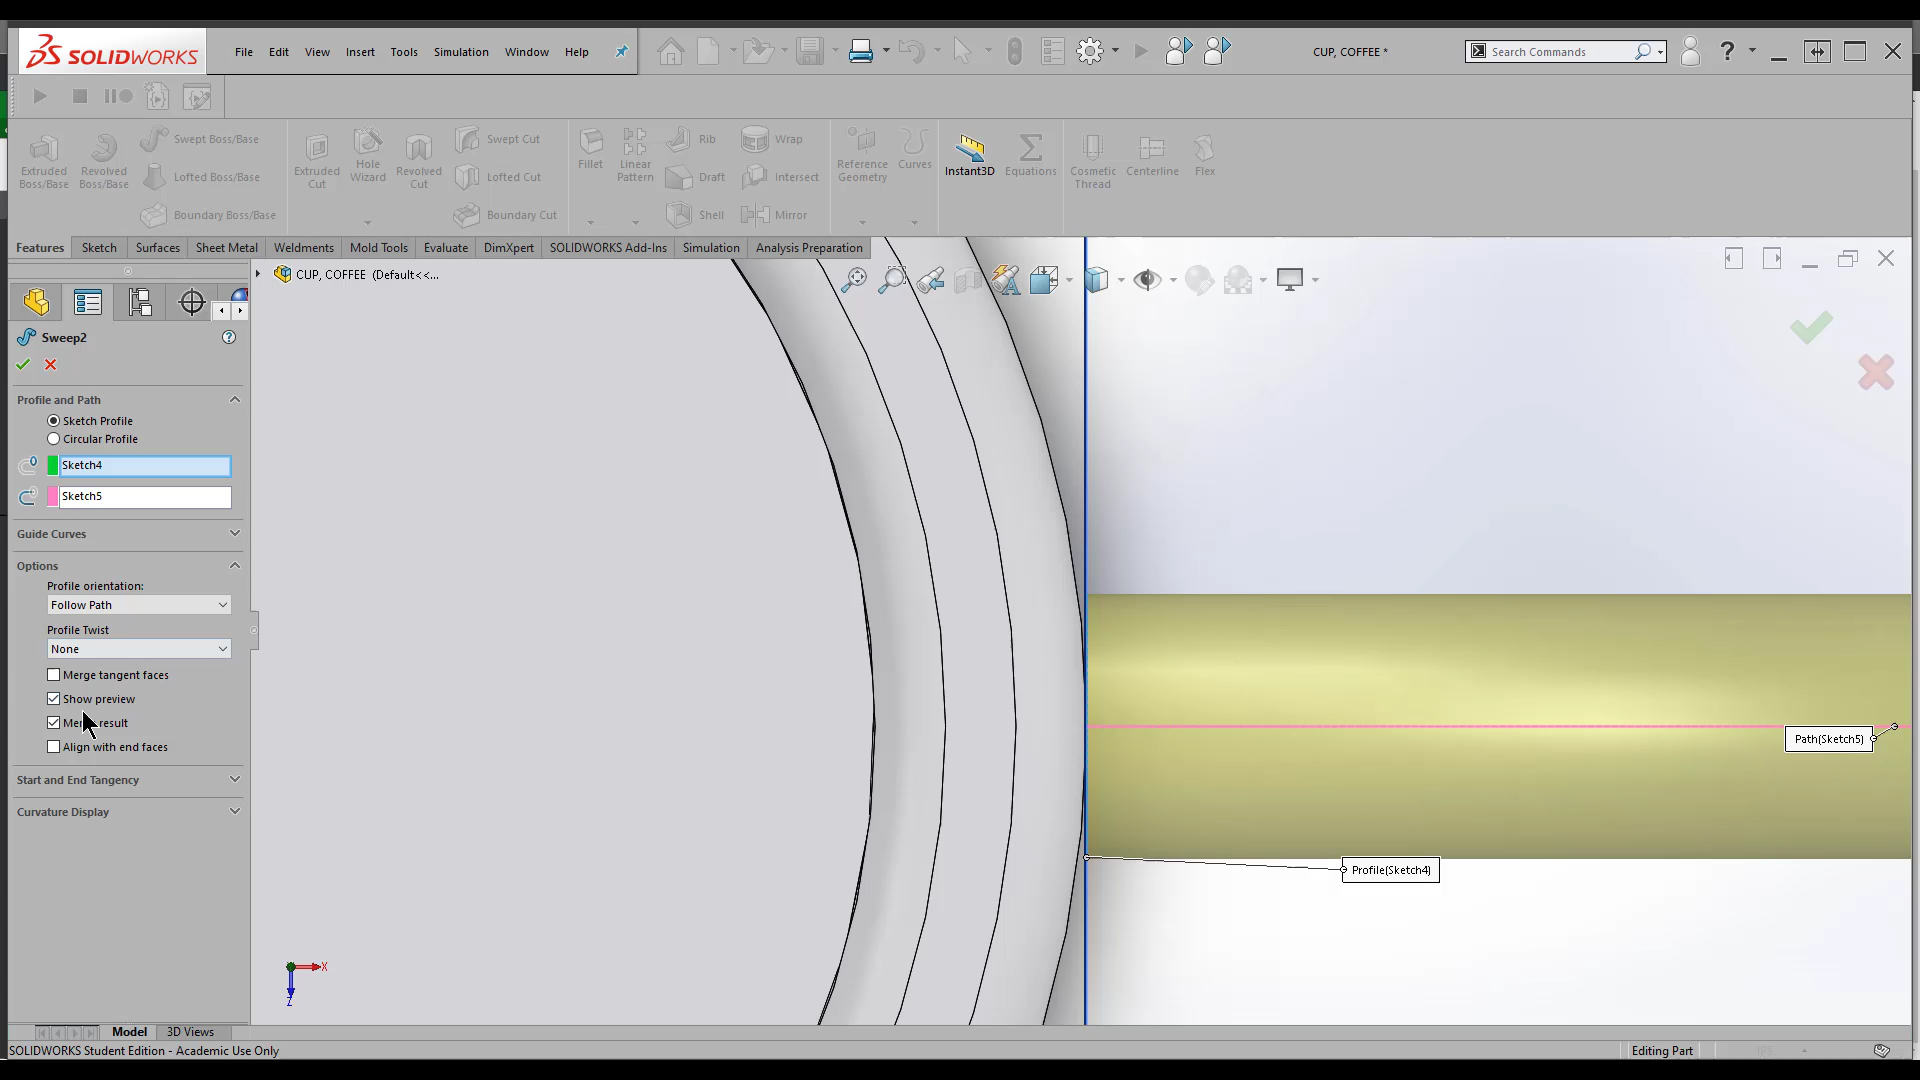 SOLIDWORKS
File Edit View Insert Tools Simulation Window Help
CUP, COFFEE *
Search Commands
?
Extruded Boss/Base
Revolved Boss/Base
Swept Boss/Base
Lofted Boss/Base
Boundary Boss/Base
Extruded Cut
Hole Wizard
Revolved Cut
Swept Cut
Lofted Cut
Boundary Cut
Fillet
Linear Pattern
Rib
Draft
Shell
Wrap
Intersect
Mirror
Reference Geometry
Curves
Instant3D
Equations
Cosmetic Thread
Centerline
Flex
Features Sketch Surfaces Sheet Metal Weldments Mold Tools Evaluate DimXpert SOLIDWORKS Add-Ins Simulation Analysis Preparation
CUP, COFFEE (Default<<...
Sweep2
?
Profile and Path
Sketch Profile
Circular Profile
Sketch4
Sketch5
Guide Curves
Options
Profile orientation:
Follow Path
Profile Twist
None
Merge tangent faces
Show preview
result
Align with end faces
Start and End Tangency
Curvature Display
Path(Sketch5)
Profile(Sketch4)
X
Z
Model 3D Views
SOLIDWORKS Student Edition - Academic Use Only
Editing Part